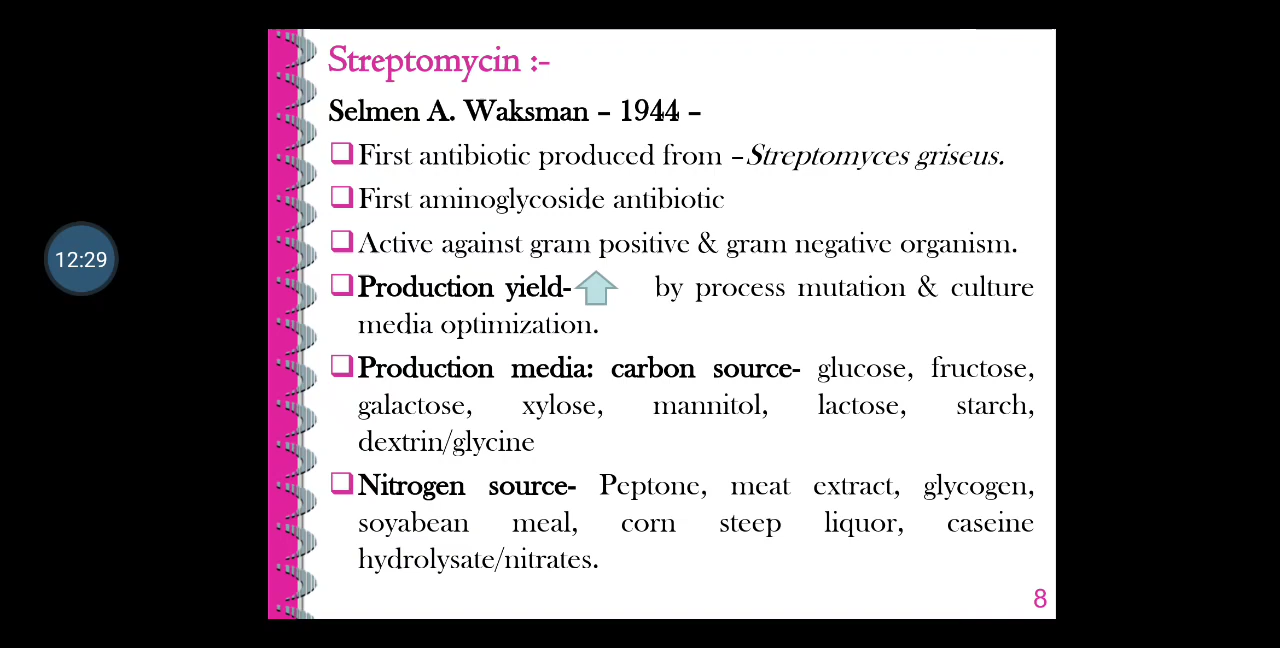 Streptomycin :-
Selmen A. Waksman – 1944 –
❑First antibiotic produced from –Streptomyces griseus.
❑First aminoglycoside antibiotic
❑Active against gram positive & gram negative organism.
12:29
❑Production yield- by process mutation & culture
media optimization.
❑Production media: carbon source- glucose, fructose,
galactose, xylose, mannitol, lactose, starch,
dextrin/glycine
❑Nitrogen source- Peptone, meat extract, glycogen,
soyabean meal, corn steep liquor, caseine
hydrolysate/nitrates.
8